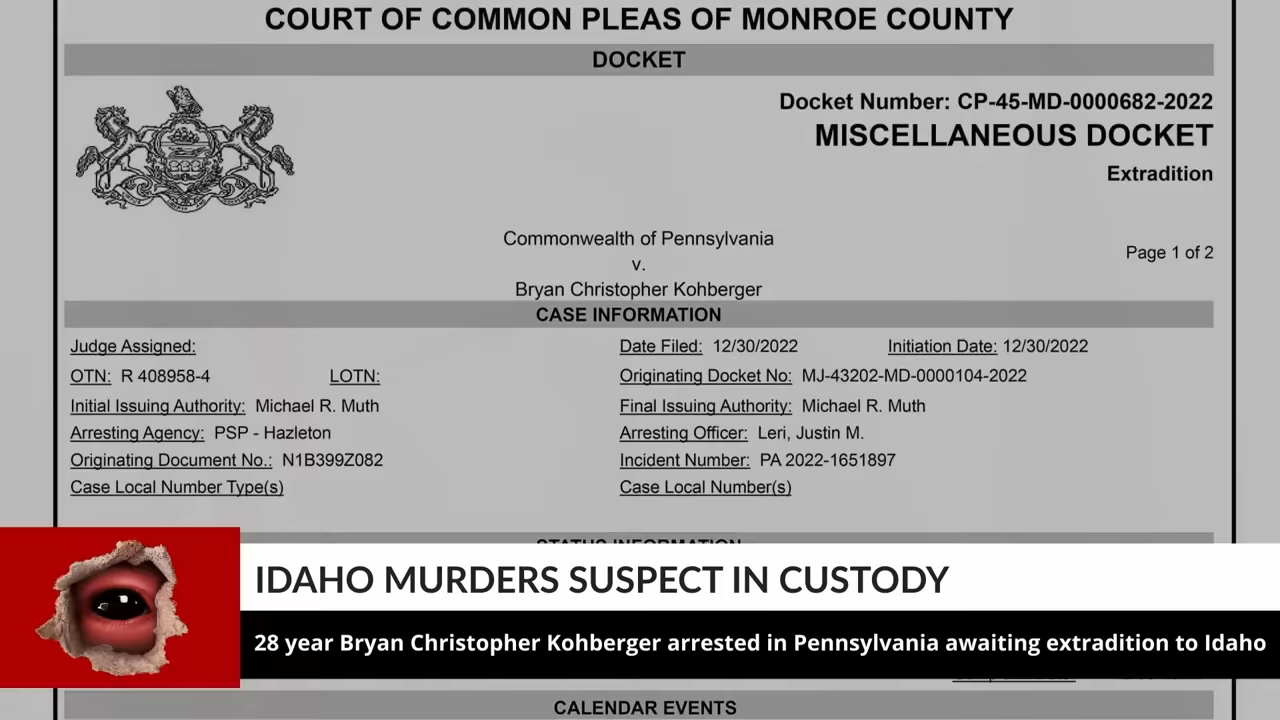 COURT OF COMMON PLEAS OF MONROE COUNTY
DOCKET
Docket Number: CP-45-MD-0000682-2022
MISCELLANEOUS DOCKET
Extradition
Commonwealth of Pennsylvania
v.
Page 1 of 2
Bryan Christopher Kohberger
CASE INFORMATION
Judge Assigned: Date Filed: 12/30/2022 Initiation Date: 12/30/2022
OTN: R 408958-4 LOTN: Originating Docket No: MJ-43202-MD-0000104-2022
Initial Issuing Authority: Michael R. Muth Final Issuing Authority: Michael R. Muth
Arresting Agency: PSP - Hazleton Arresting Officer: Leri, Justin M.
Originating Document No.: N1B399Z082 Incident Number: PA 2022-1651897
Case Local Number Type(s) Case Local Number(s)
STATUS INFORMATION
IDAHO MURDERS SUSPECT IN CUSTODY
28 year Bryan Christopher Kohberger arrested in Pennsylvania awaiting extradition to Idaho
CALENDAR EVENTS